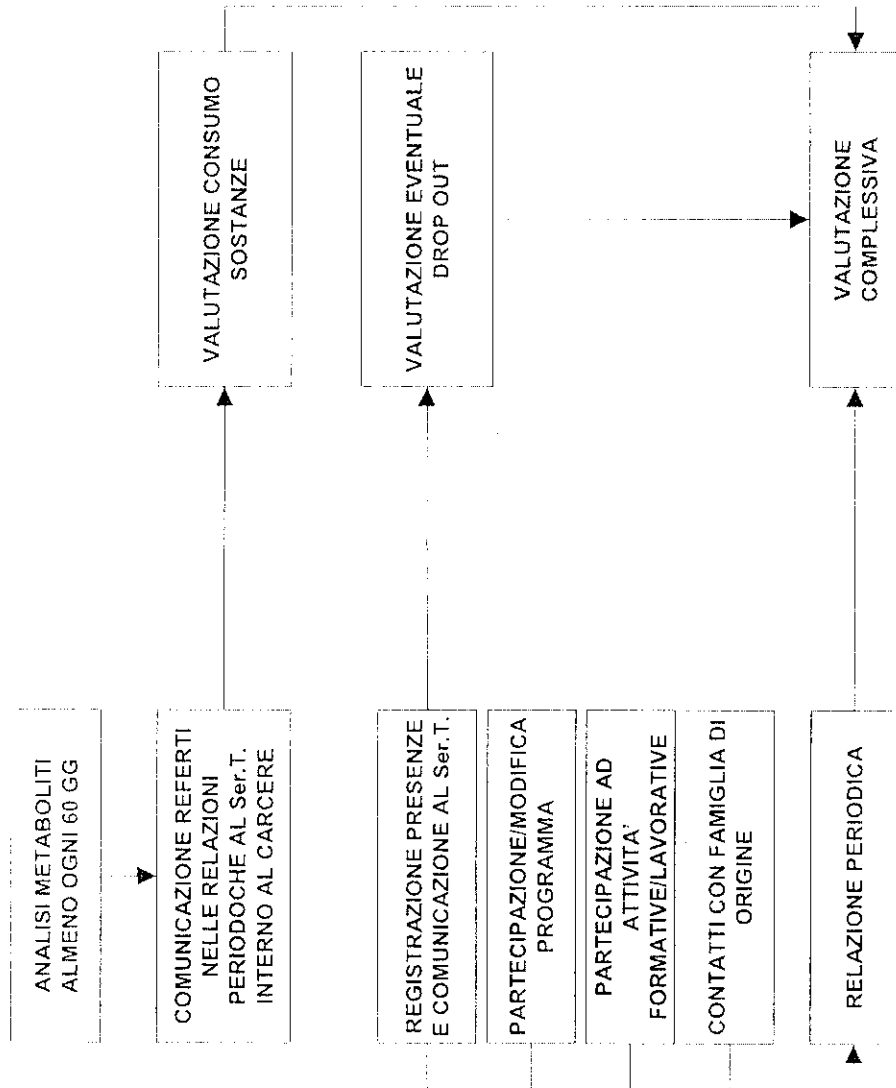 ANALISI METABOLITI
ALMENO OGNI 60 GG
COMUNICAZIONE REFERTI
NELLE RELAZIONI
PERIODOCHE AL Ser.T.
INTERNO AL CARCERE
VALUTAZIONE CONSUMO
SOSTANZE
REGISTRAZIONE PRESENZE
E COMUNICAZIONE AL Ser.T.
VALUTAZIONE EVENTUALE
DROP OUT
PARTECIPAZIONE/MODIFICA
PROGRAMMA
PARTECIPAZIONE AD
ATTIVITA'
FORMATIVE/LAVORATIVE
CONTATTI CON FAMIGLIA DI
ORIGINE
RELAZIONE PERIODICA
VALUTAZIONE
COMPLESSIVA